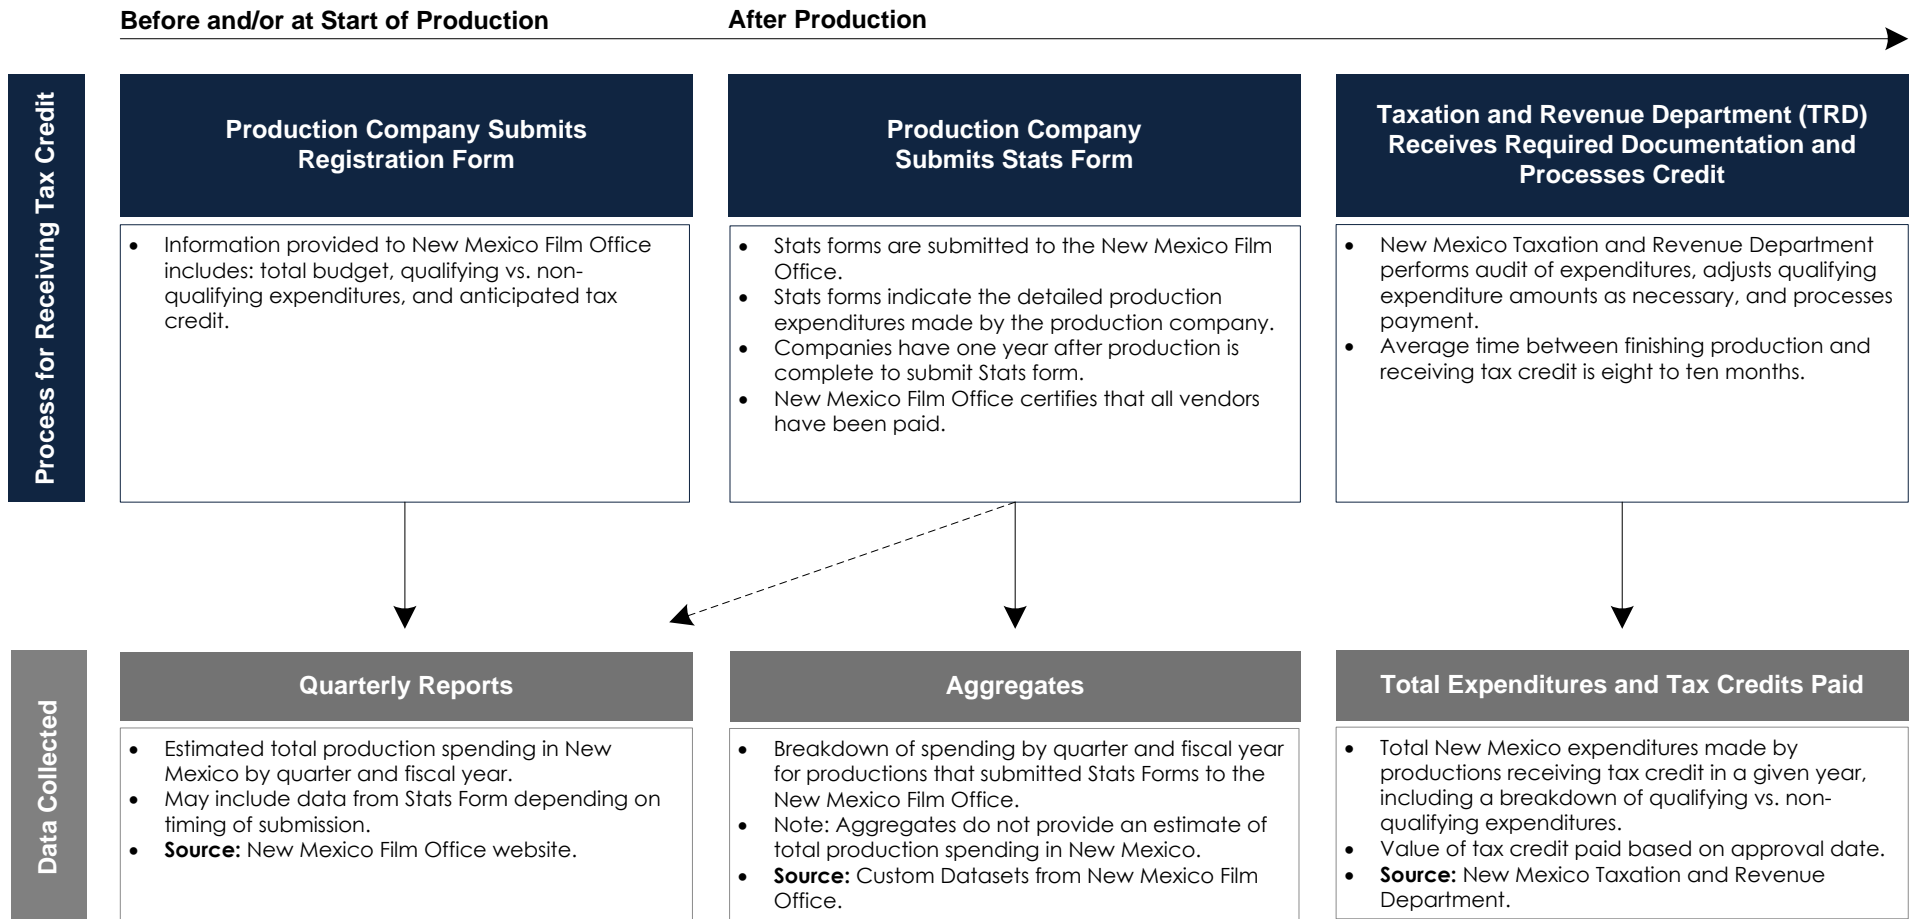 Before and/or at Start of Production
After Production
Process for Receiving Tax Credit
Production Company Submits
Registration Form
• Information provided to New Mexico Film Office
includes: total budget, qualifying vs. non-
qualifying expenditures, and anticipated tax
credit.
Production Company
Submits Stats Form
• Stats forms are submitted to the New Mexico Film
Office.
• Stats forms indicate the detailed production
expenditures made by the production company.
• Companies have one year after production is
complete to submit Stats form.
• New Mexico Film Office certifies that all vendors
have been paid.
Taxation and Revenue Department (TRD)
Receives Required Documentation and
Processes Credit
• New Mexico Taxation and Revenue Department
performs audit of expenditures, adjusts qualifying
expenditure amounts as necessary, and processes
payment.
• Average time between finishing production and
receiving tax credit is eight to ten months.
Data Collected
Quarterly Reports
• Estimated total production spending in New
Mexico by quarter and fiscal year.
• May include data from Stats Form depending on
timing of submission.
• Source: New Mexico Film Office website.
Aggregates
• Breakdown of spending by quarter and fiscal year
for productions that submitted Stats Forms to the
New Mexico Film Office.
• Note: Aggregates do not provide an estimate of
total production spending in New Mexico.
• Source: Custom Datasets from New Mexico Film
Office.
Total Expenditures and Tax Credits Paid
• Total New Mexico expenditures made by
productions receiving tax credit in a given year,
including a breakdown of qualifying vs. non-
qualifying expenditures.
• Value of tax credit paid based on approval date.
• Source: New Mexico Taxation and Revenue
Department.